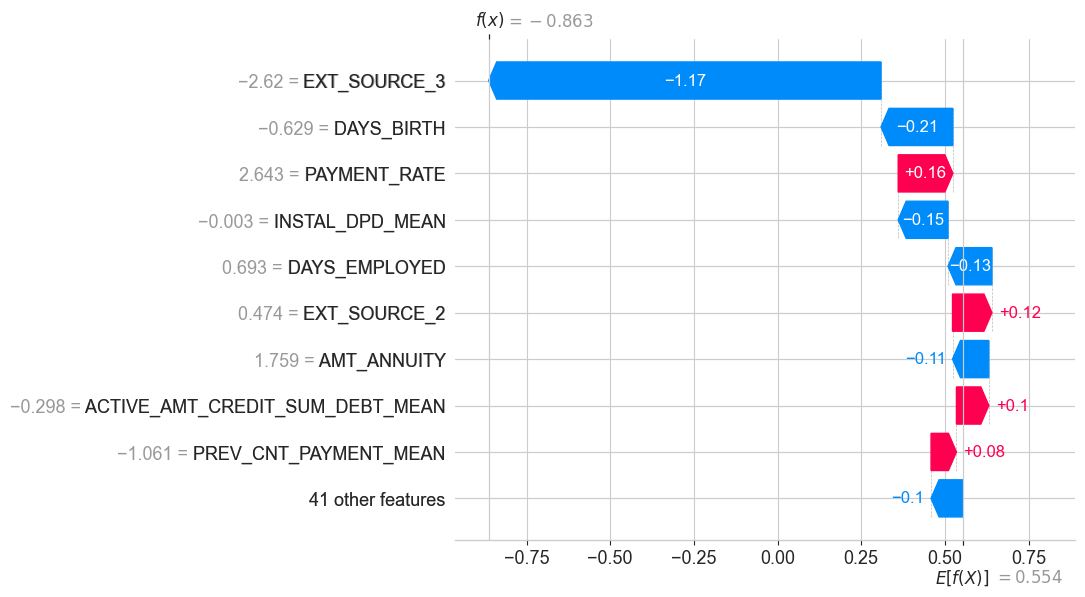 f(x) = −0.863
−2.62 = EXT_SOURCE_3
−1.17
−0.629 = DAYS_BIRTH
−0.21
2.643 = PAYMENT_RATE
+0.16
−0.003 = INSTAL_DPD_MEAN
−0.15
0.693 = DAYS_EMPLOYED
−0.13
0.474 = EXT_SOURCE_2
+0.12
1.759 = AMT_ANNUITY
−0.11
−0.298 = ACTIVE_AMT_CREDIT_SUM_DEBT_MEAN
+0.1
−1.061 = PREV_CNT_PAYMENT_MEAN
+0.08
41 other features
−0.1
−0.75 −0.50 −0.25 0.00 0.25 0.50 0.75
E[f(X)] = 0.554